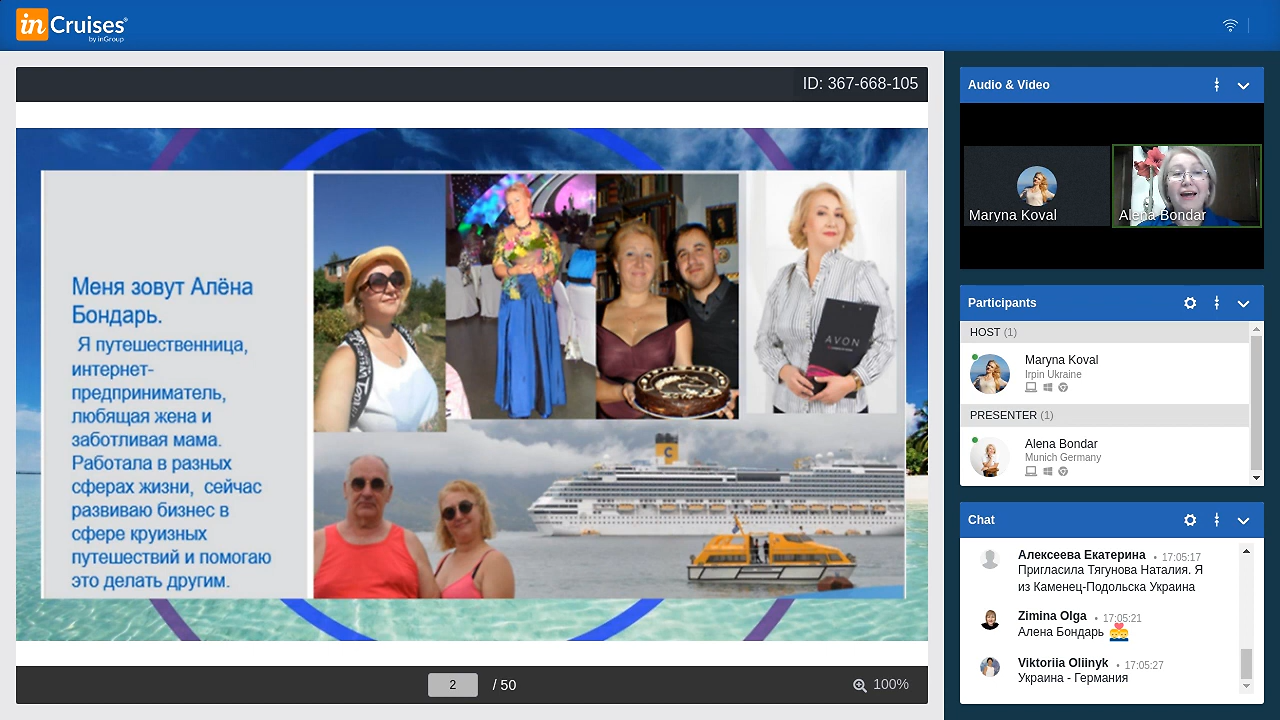 inCruises®
by inGroup
ID: 367-668-105
Меня зовут Алёна
Бондарь.
Я путешественница,
интернет-
предприниматель,
любящая жена и
заботливая мама.
Работала в разных
сферах жизни, сейчас
развиваю бизнес в
сфере круизных
путешествий и помогаю
это делать другим.
AVON
C
2 / 50
100%
Audio & Video
Maryna Koval
Alena Bondar
Participants
HOST (1)
Maryna Koval
Irpin Ukraine
PRESENTER (1)
Alena Bondar
Munich Germany
Chat
Алексеева Екатерина • 17:05:17
Пригласила Тягунова Наталия. Я
из Каменец-Подольска Украина
Zimina Olga • 17:05:21
Алена Бондарь
Viktoriia Oliinyk • 17:05:27
Украина - Германия